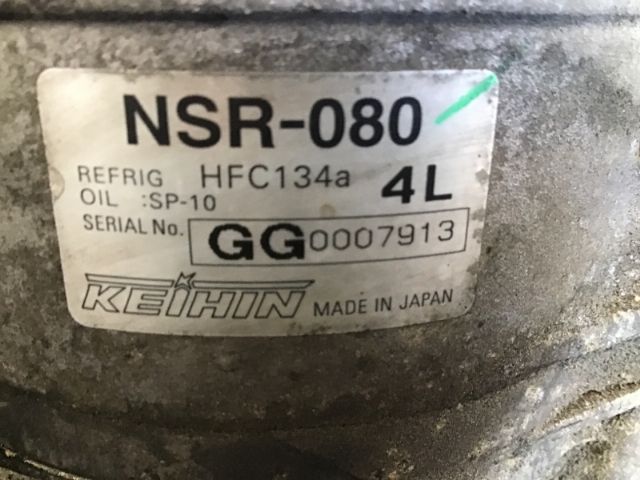 NSR-080
REFRIG HFC134a 4L
OIL :SP-10
SERIAL No. GG0007913
KEIHIN MADE IN JAPAN